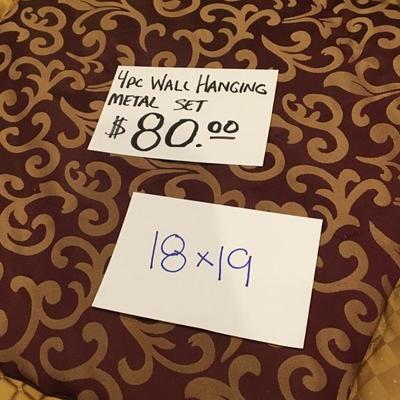 4PC WALL HANGING
METAL SET
$80.00
18x19